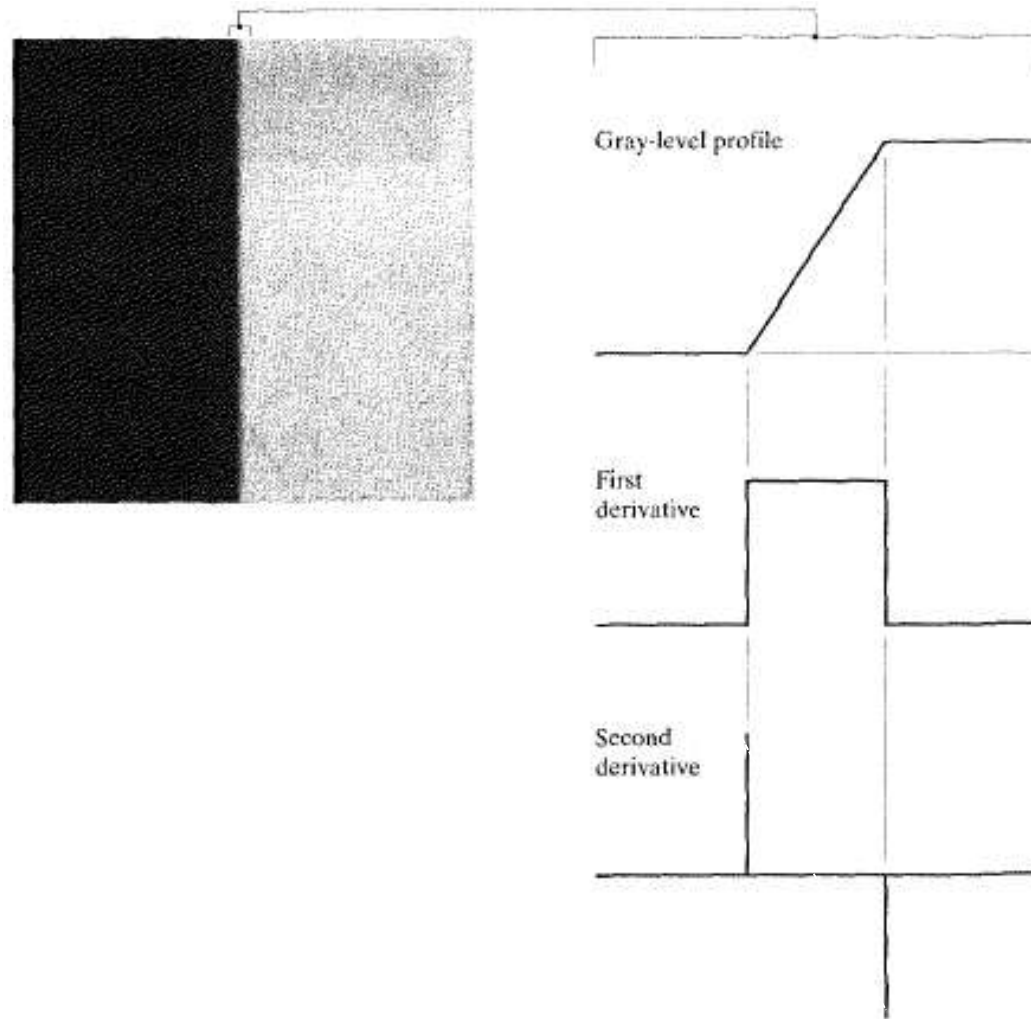 Gray-level profile
First
derivative
Second
derivative